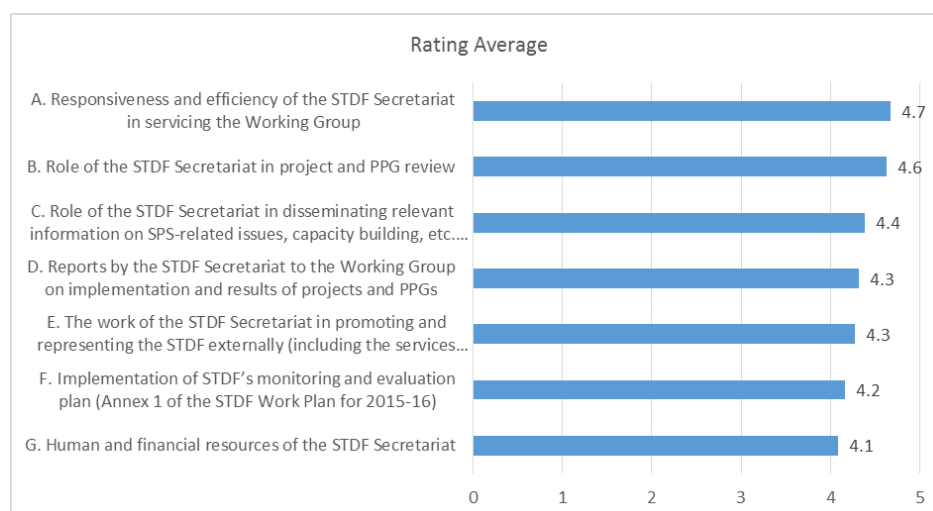 Rating Average
A. Responsiveness and efficiency of the STDF Secretariat
in servicing the Working Group
4.7
B. Role of the STDF Secretariat in project and PPG review
4.6
C. Role of the STDF Secretariat in disseminating relevant
information on SPS-related issues, capacity building, etc....
4.4
D. Reports by the STDF Secretariat to the Working Group
on implementation and results of projects and PPGs
4.3
E. The work of the STDF Secretariat in promoting and
representing the STDF externally (including the services...
4.3
F. Implementation of STDF’s monitoring and evaluation
plan (Annex 1 of the STDF Work Plan for 2015-16)
4.2
G. Human and financial resources of the STDF Secretariat
4.1
0 1 2 3 4 5